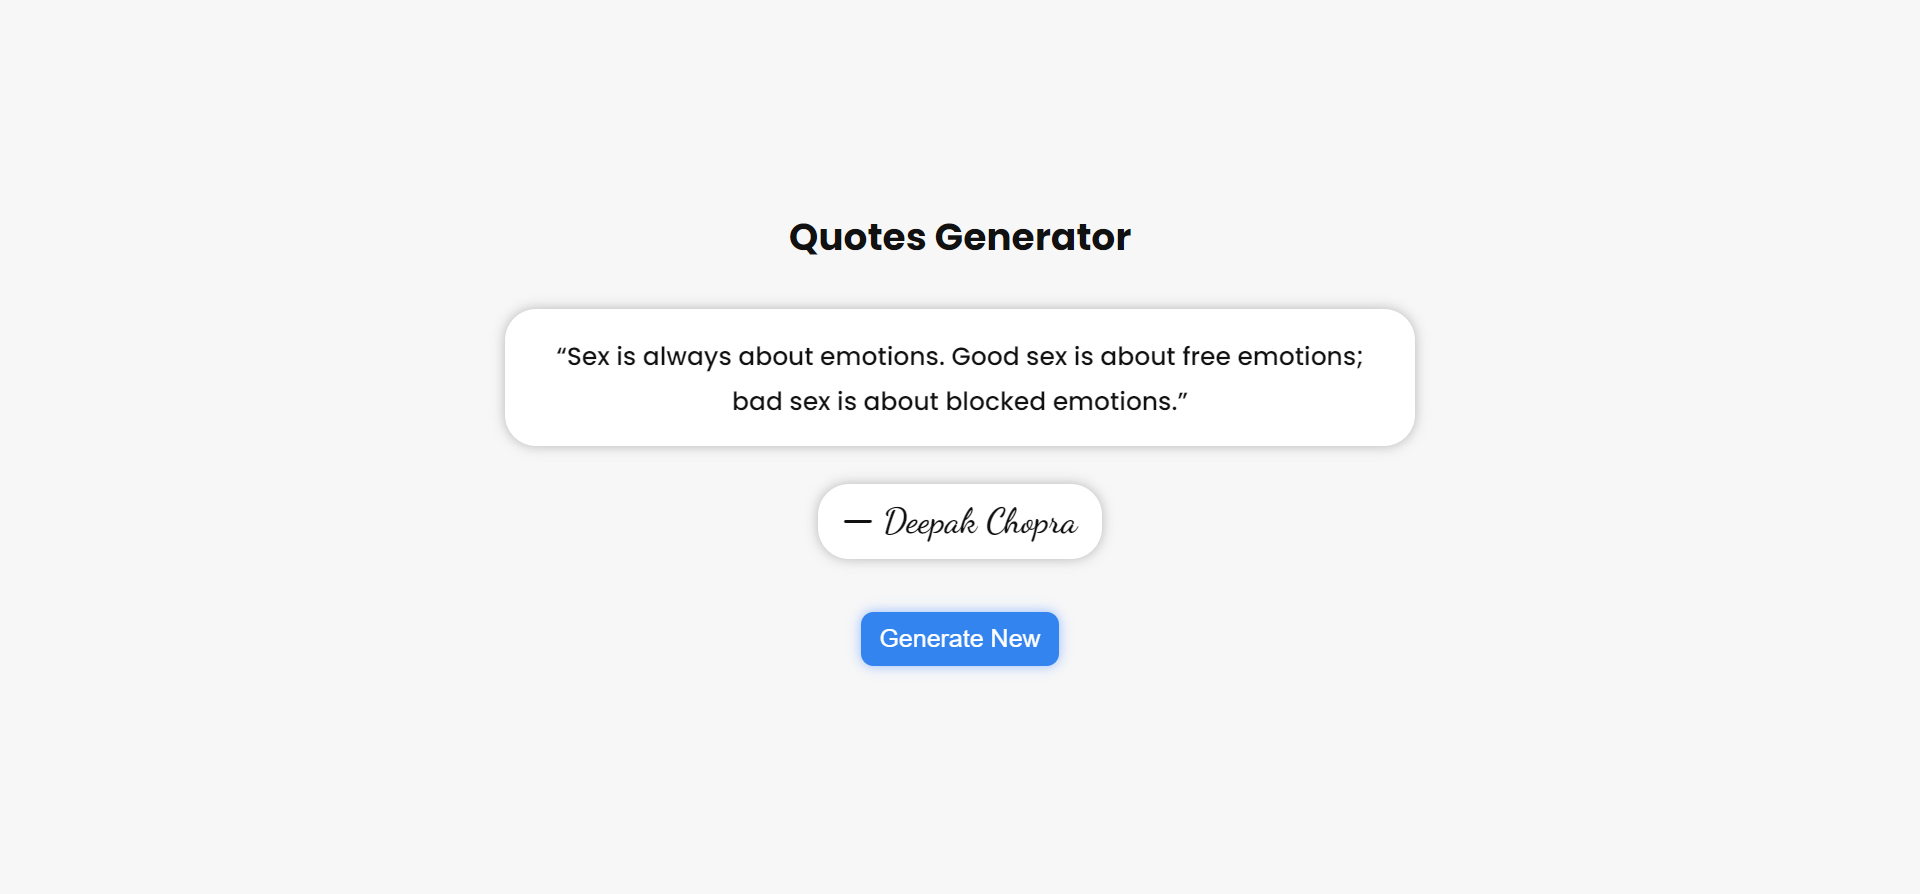 Quotes Generator
“Sex is always about emotions. Good sex is about free emotions;
bad sex is about blocked emotions.”
— Deepak Chopra
Generate New